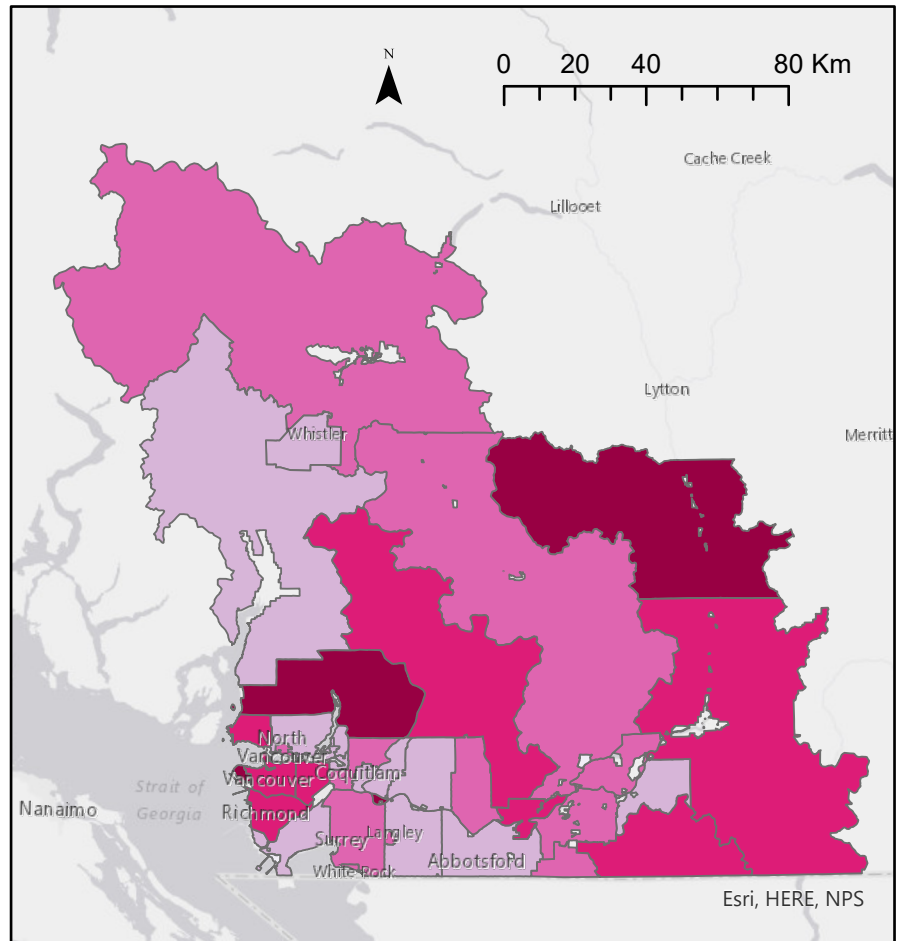 N
0 20 40 80 Km
Cache Creek
Lillooet
Lytton
Merritt
Whistler
North
Vancouver
Vancouver
Coquitlam
Strait of
Georgia
Nanaimo
Richmond
Surrey
Langley
Abbotsford
White Rock
Esri, HERE, NPS